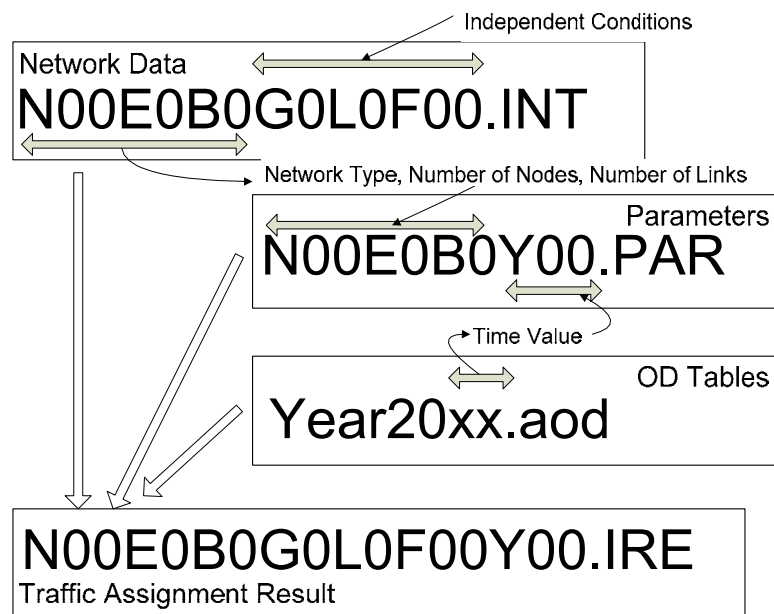 Independent Conditions
Network Data
N00E0B0G0L0F00.INT
Network Type, Number of Nodes, Number of Links
Parameters
N00E0B0Y00.PAR
Time Value
OD Tables
Year20xx.aod
N00E0B0G0L0F00Y00.IRE
Traffic Assignment Result